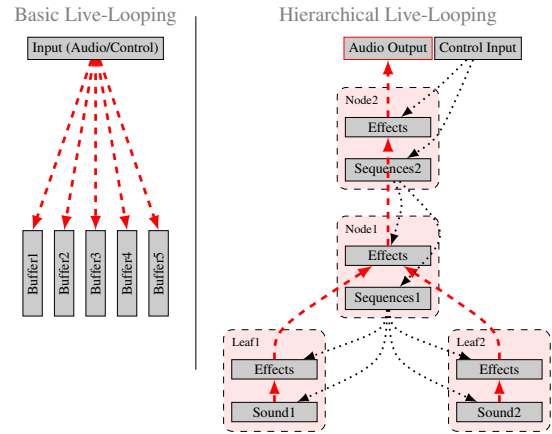 Basic Live-Looping
Input (Audio/Control)
Buffer1
Buffer2
Buffer3
Buffer4
Buffer5
Hierarchical Live-Looping
Audio Output
Control Input
Node2
Effects
Sequences2
Node1
Effects
Sequences1
Leaf1
Effects
Sound1
Leaf2
Effects
Sound2